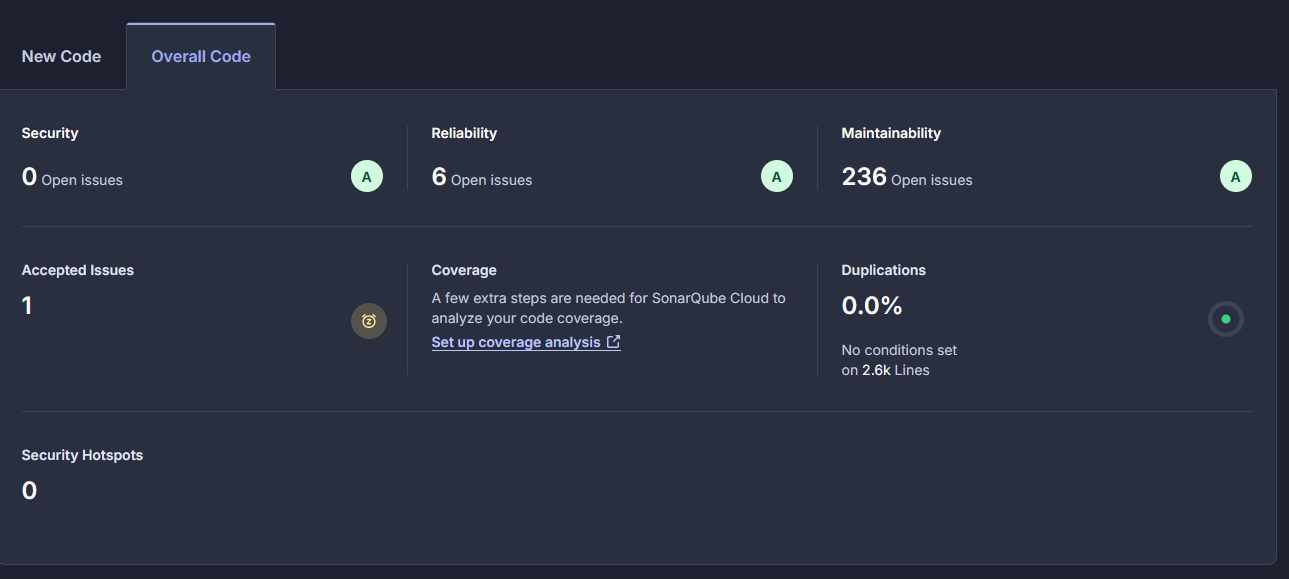 New Code
Overall Code
Security
0 Open issues
A
Reliability
6 Open issues
A
Maintainability
236 Open issues
A
Accepted Issues
1
z
Coverage
A few extra steps are needed for SonarQube Cloud to
analyze your code coverage.
Set up coverage analysis
Duplications
0.0%
No conditions set
on 2.6k Lines
Security Hotspots
0